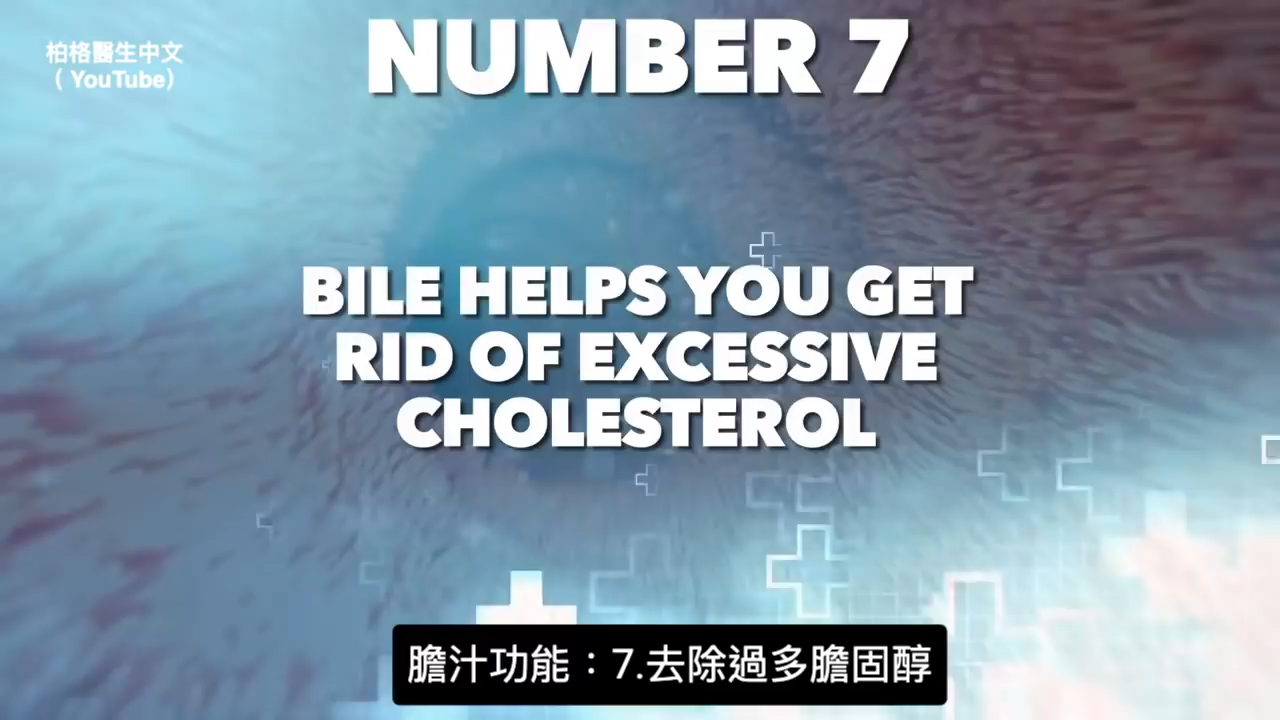 NUMBER 7
柏格醫生中文
( YouTube)
BILE HELPS YOU GET
RID OF EXCESSIVE
CHOLESTEROL
膽汁功能：7.去除過多膽固醇